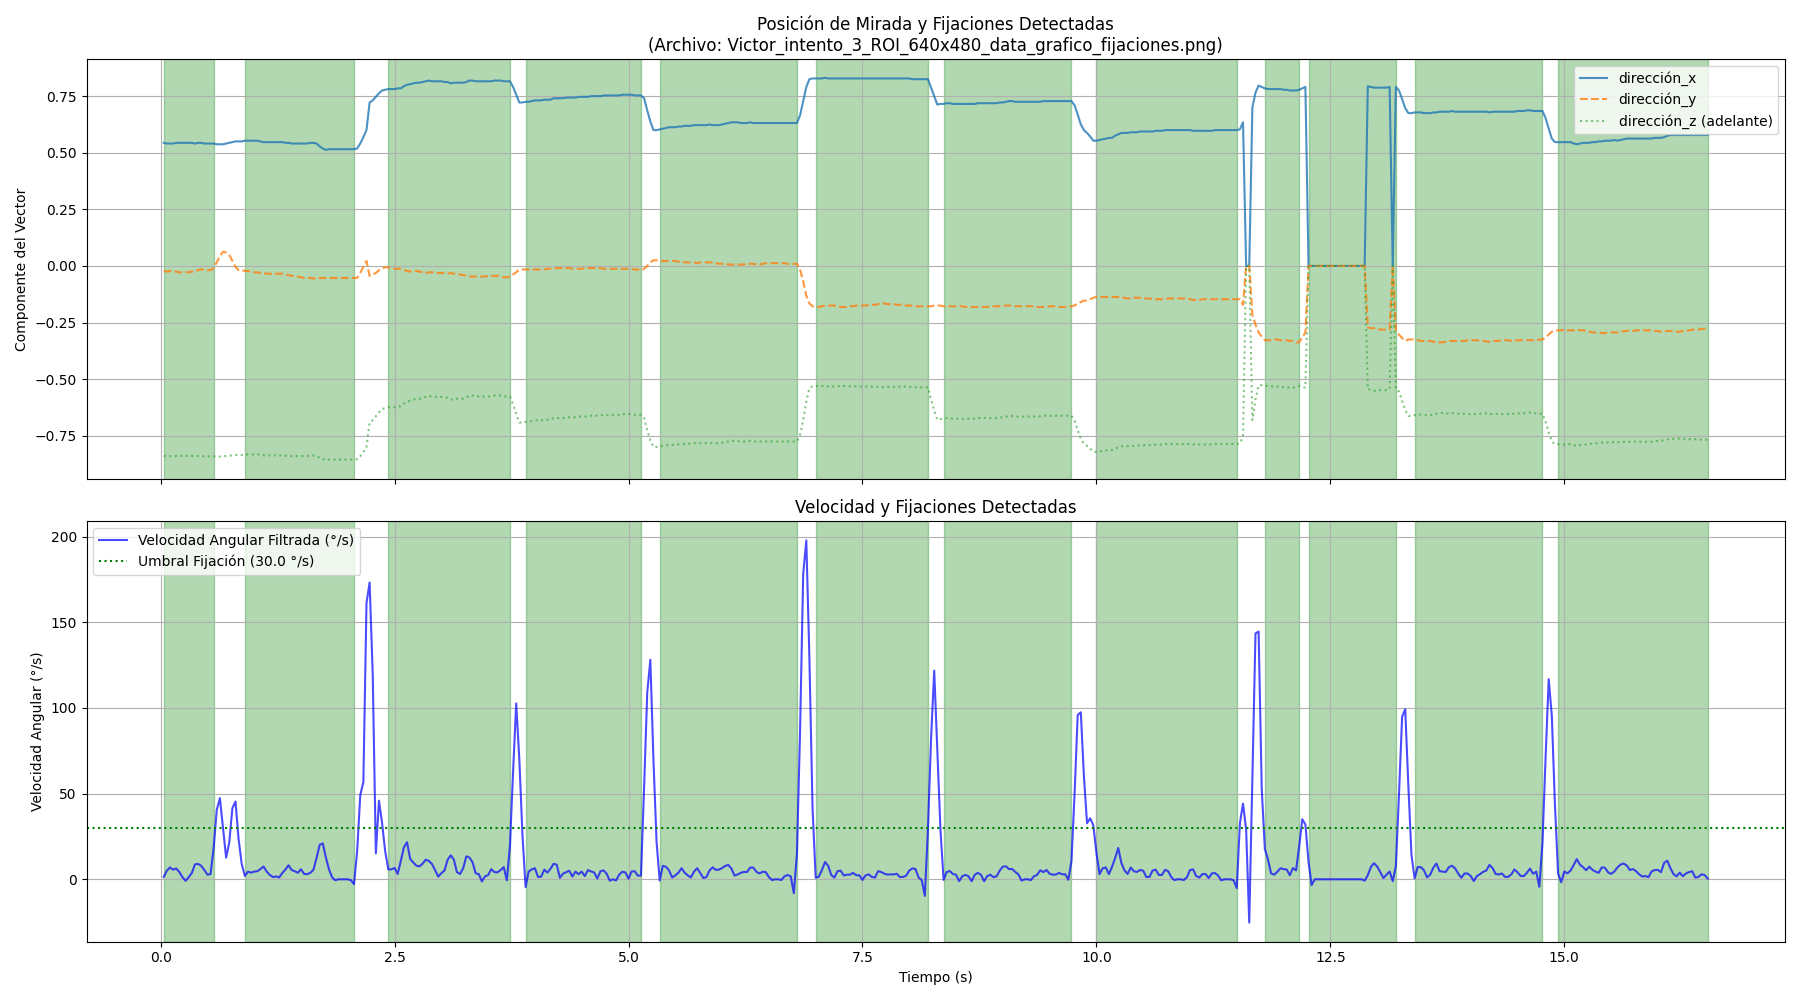 Posición de Mirada y Fijaciones Detectadas
(Archivo: Victor_intento_3_ROI_640x480_data_grafico_fijaciones.png)
Componente del Vector
0.75
0.50
0.25
0.00
−0.25
−0.50
−0.75
dirección_x
dirección_y
dirección_z (adelante)
Velocidad y Fijaciones Detectadas
Velocidad Angular (°/s)
200
150
100
50
0
Velocidad Angular Filtrada (°/s)
Umbral Fijación (30.0 °/s)
0.0 2.5 5.0 7.5 10.0 12.5 15.0
Tiempo (s)